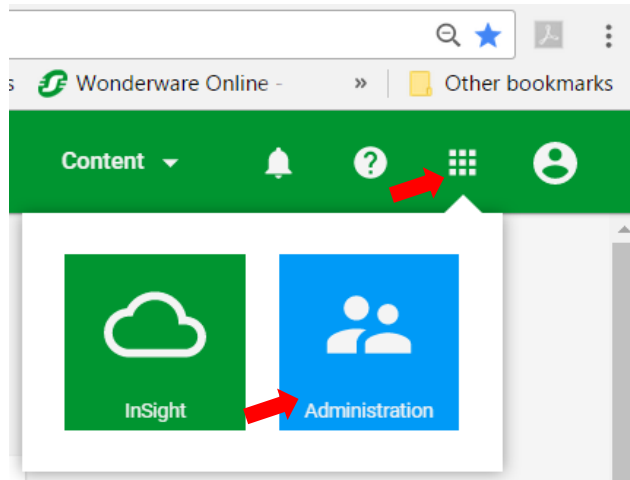 s Wonderware Online - » Other bookmarks
Content ?
InSight Administration